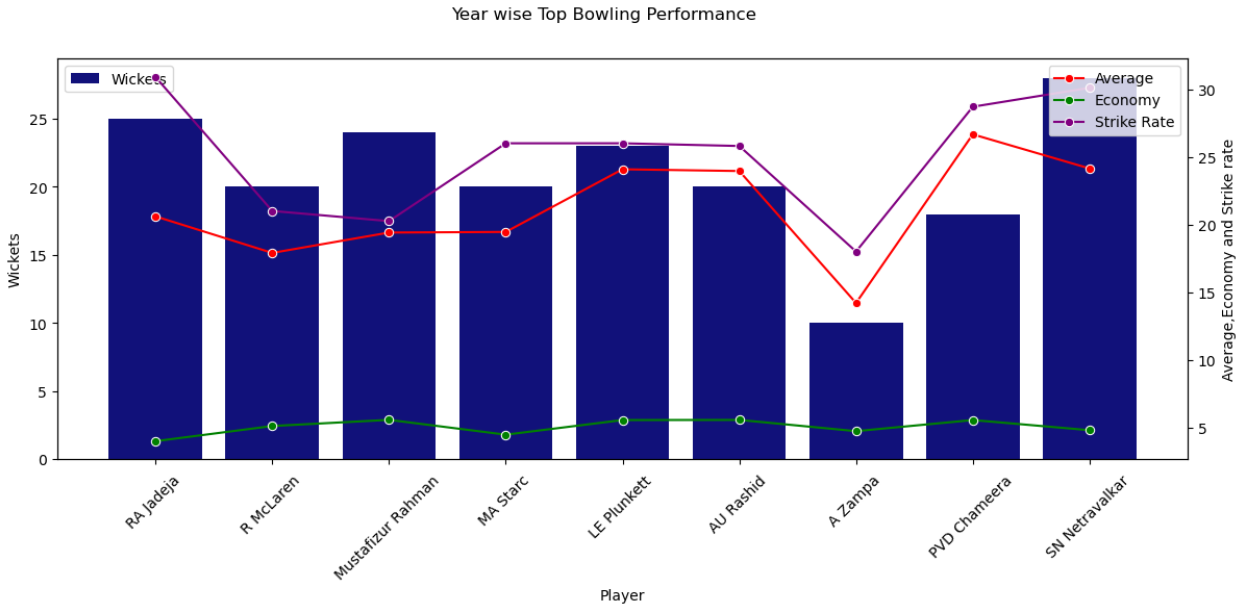 Year wise Top Bowling Performance
Wickets
Average
Economy
Strike Rate
25
20
15
10
5
0
Wickets
30
25
20
15
10
5
Average,Economy and Strike rate
RA Jadeja
R McLaren
Mustafizur Rahman
MA Starc
LE Plunkett
AU Rashid
A Zampa
PVD Chameera
SN Netravalkar
Player